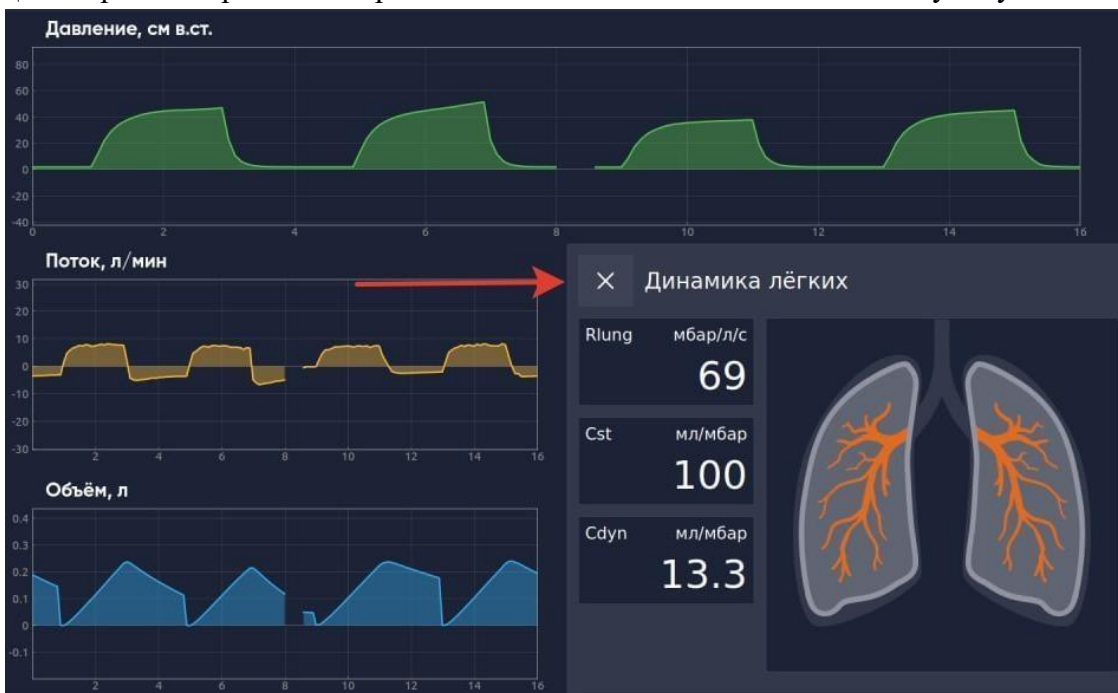 Давление, см в.ст.
80
60
40
20
0
-20
-40
0 2 4 6 8 10 12 14 16
Поток, л/мин
30
20
10
0
-10
-20
-30
2 4 6 8 10 12 14 16
Объём, л
0.4
0.3
0.2
0.1
0
-0.1
2 4 6 8 10 12 14 16
× Динамика лёгких
Rlung мбар/л/с
69
Cst мл/мбар
100
Cdyn мл/мбар
13.3